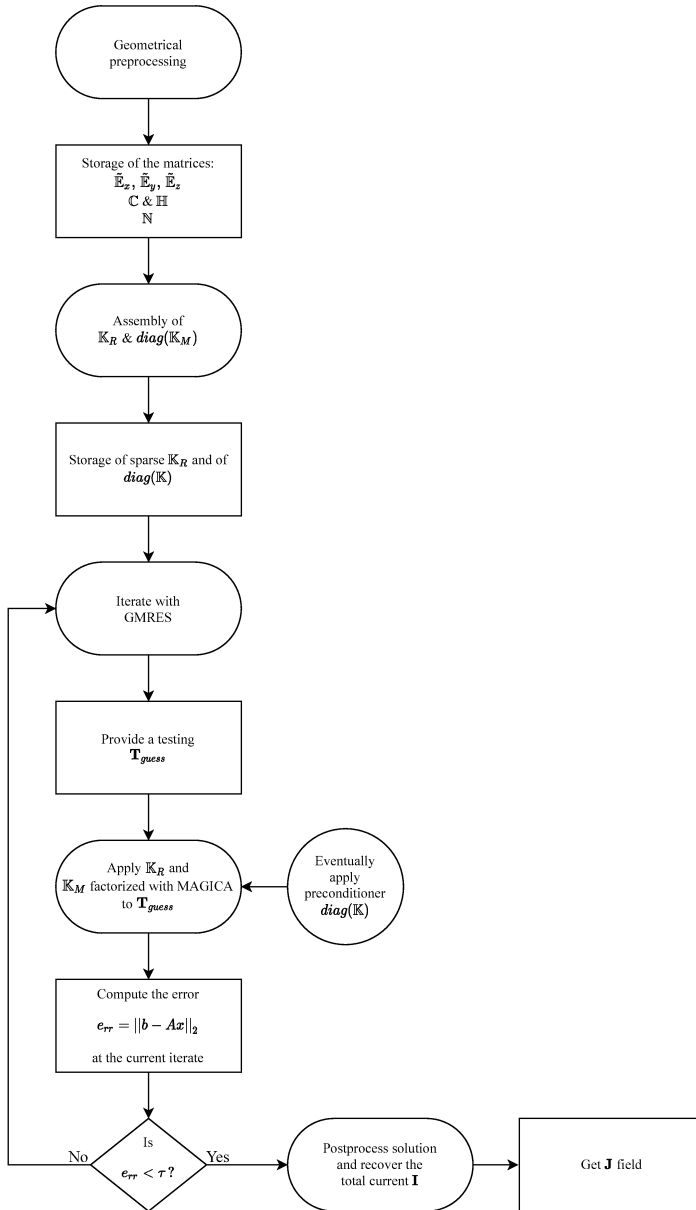 Geometrical
preprocessing
Storage of the matrices:
𝔼̃ₓ, 𝔼̃_y, 𝔼̃_z
ℂ & ℍ
ℕ
Assembly of
𝕂_R & diag(𝕂_M)
Storage of sparse 𝕂_R and of
diag(𝕂)
Iterate with
GMRES
Provide a testing
T_guess
Apply 𝕂_R and
𝕂_M factorized with MAGICA
to T_guess
Eventually
apply
preconditioner
diag(𝕂)
Compute the error
e_rr = ||b − Ax||₂
at the current iterate
Is
e_rr < τ ?
No
Yes
Postprocess solution
and recover the
total current I
Get J field